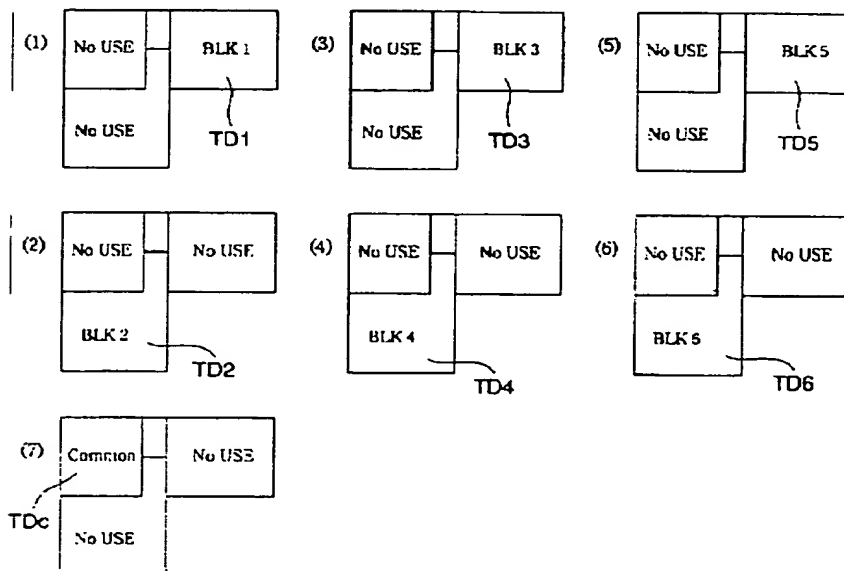 (1)
No USE
BLK 1
No USE
TD1
(3)
No USE
BLK 3
No USE
TD3
(5)
No USE
BLK 5
No USE
TD5
(2)
No USE
No USE
BLK 2
TD2
(4)
No USE
No USE
BLK 4
TD4
(6)
No USE
No USE
BLK 6
TD6
(7)
Common
No USE
TDc
No USE